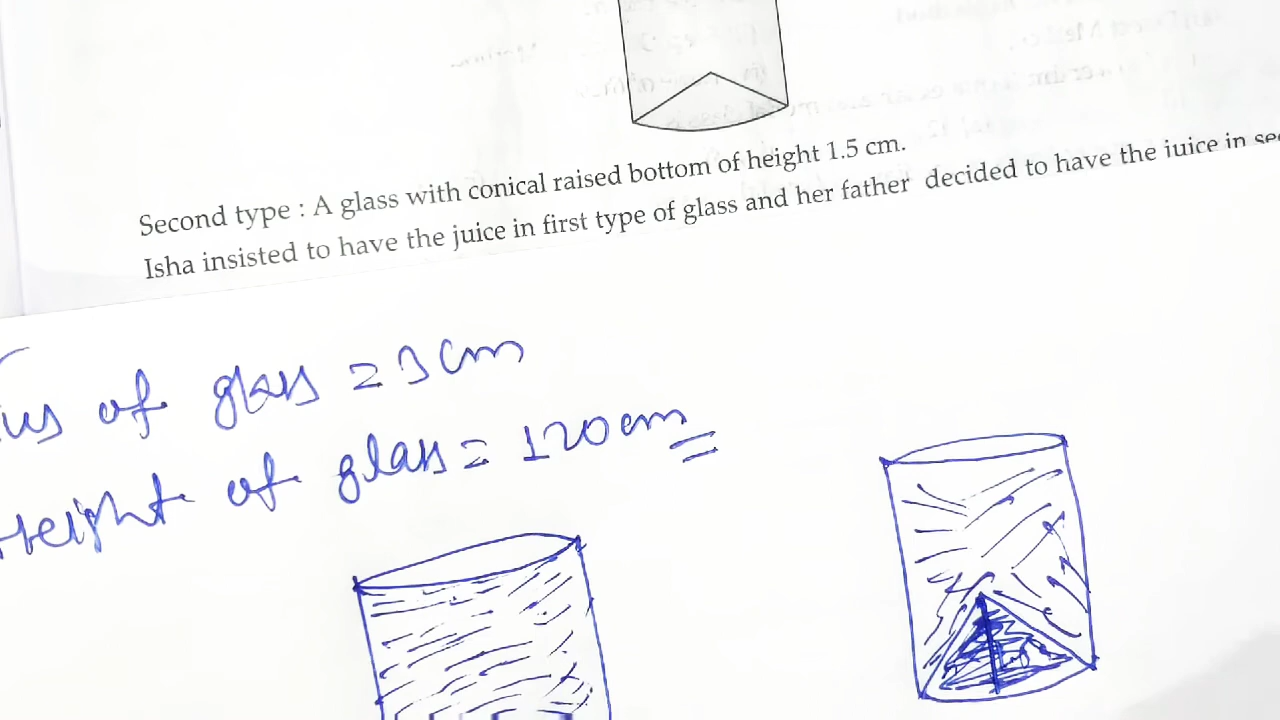 Second type : A glass with conical raised bottom of height 1.5 cm.
Isha insisted to have the juice in first type of glass and her father decided to have the juice in
of glass = 3 cm
Height of glass = 120 cm